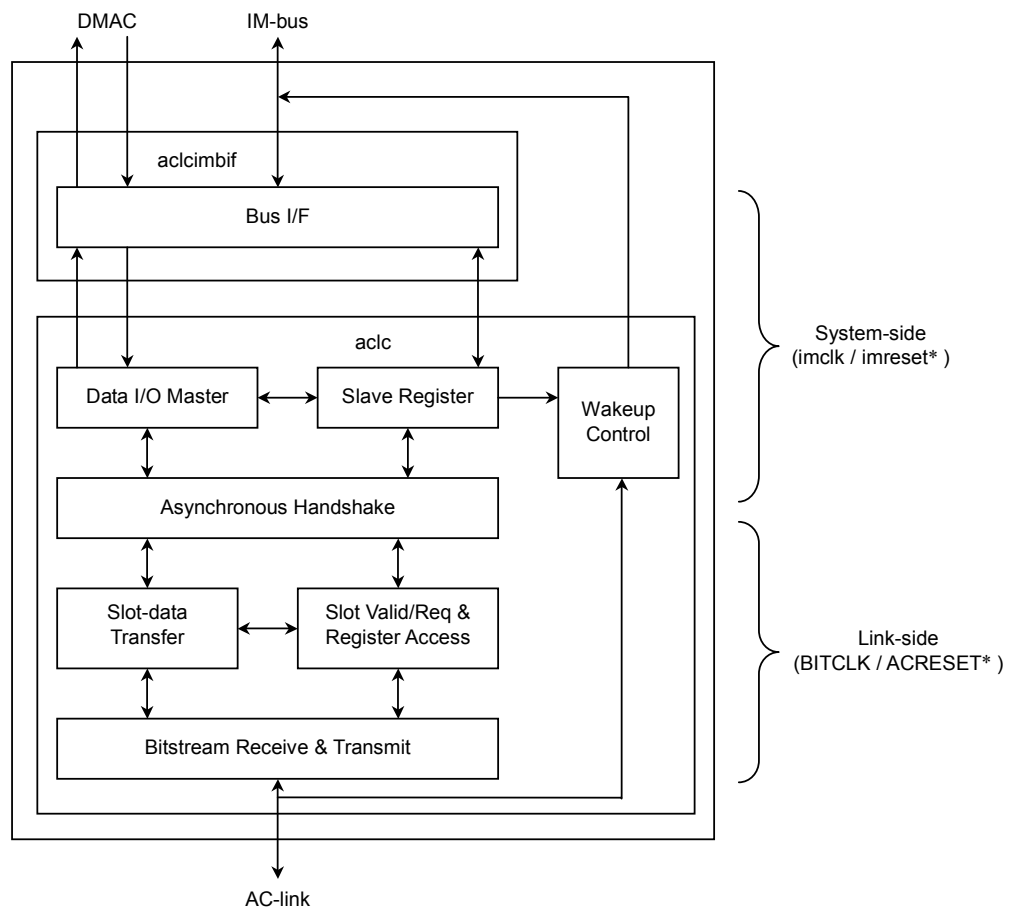 DMAC
IM-bus
aclcimbif
Bus I/F
aclc
System-side
(imclk / imreset* )
Data I/O Master
Slave Register
Wakeup
Control
Asynchronous Handshake
Slot-data
Transfer
Slot Valid/Req &
Register Access
Link-side
(BITCLK / ACRESET* )
Bitstream Receive & Transmit
AC-link